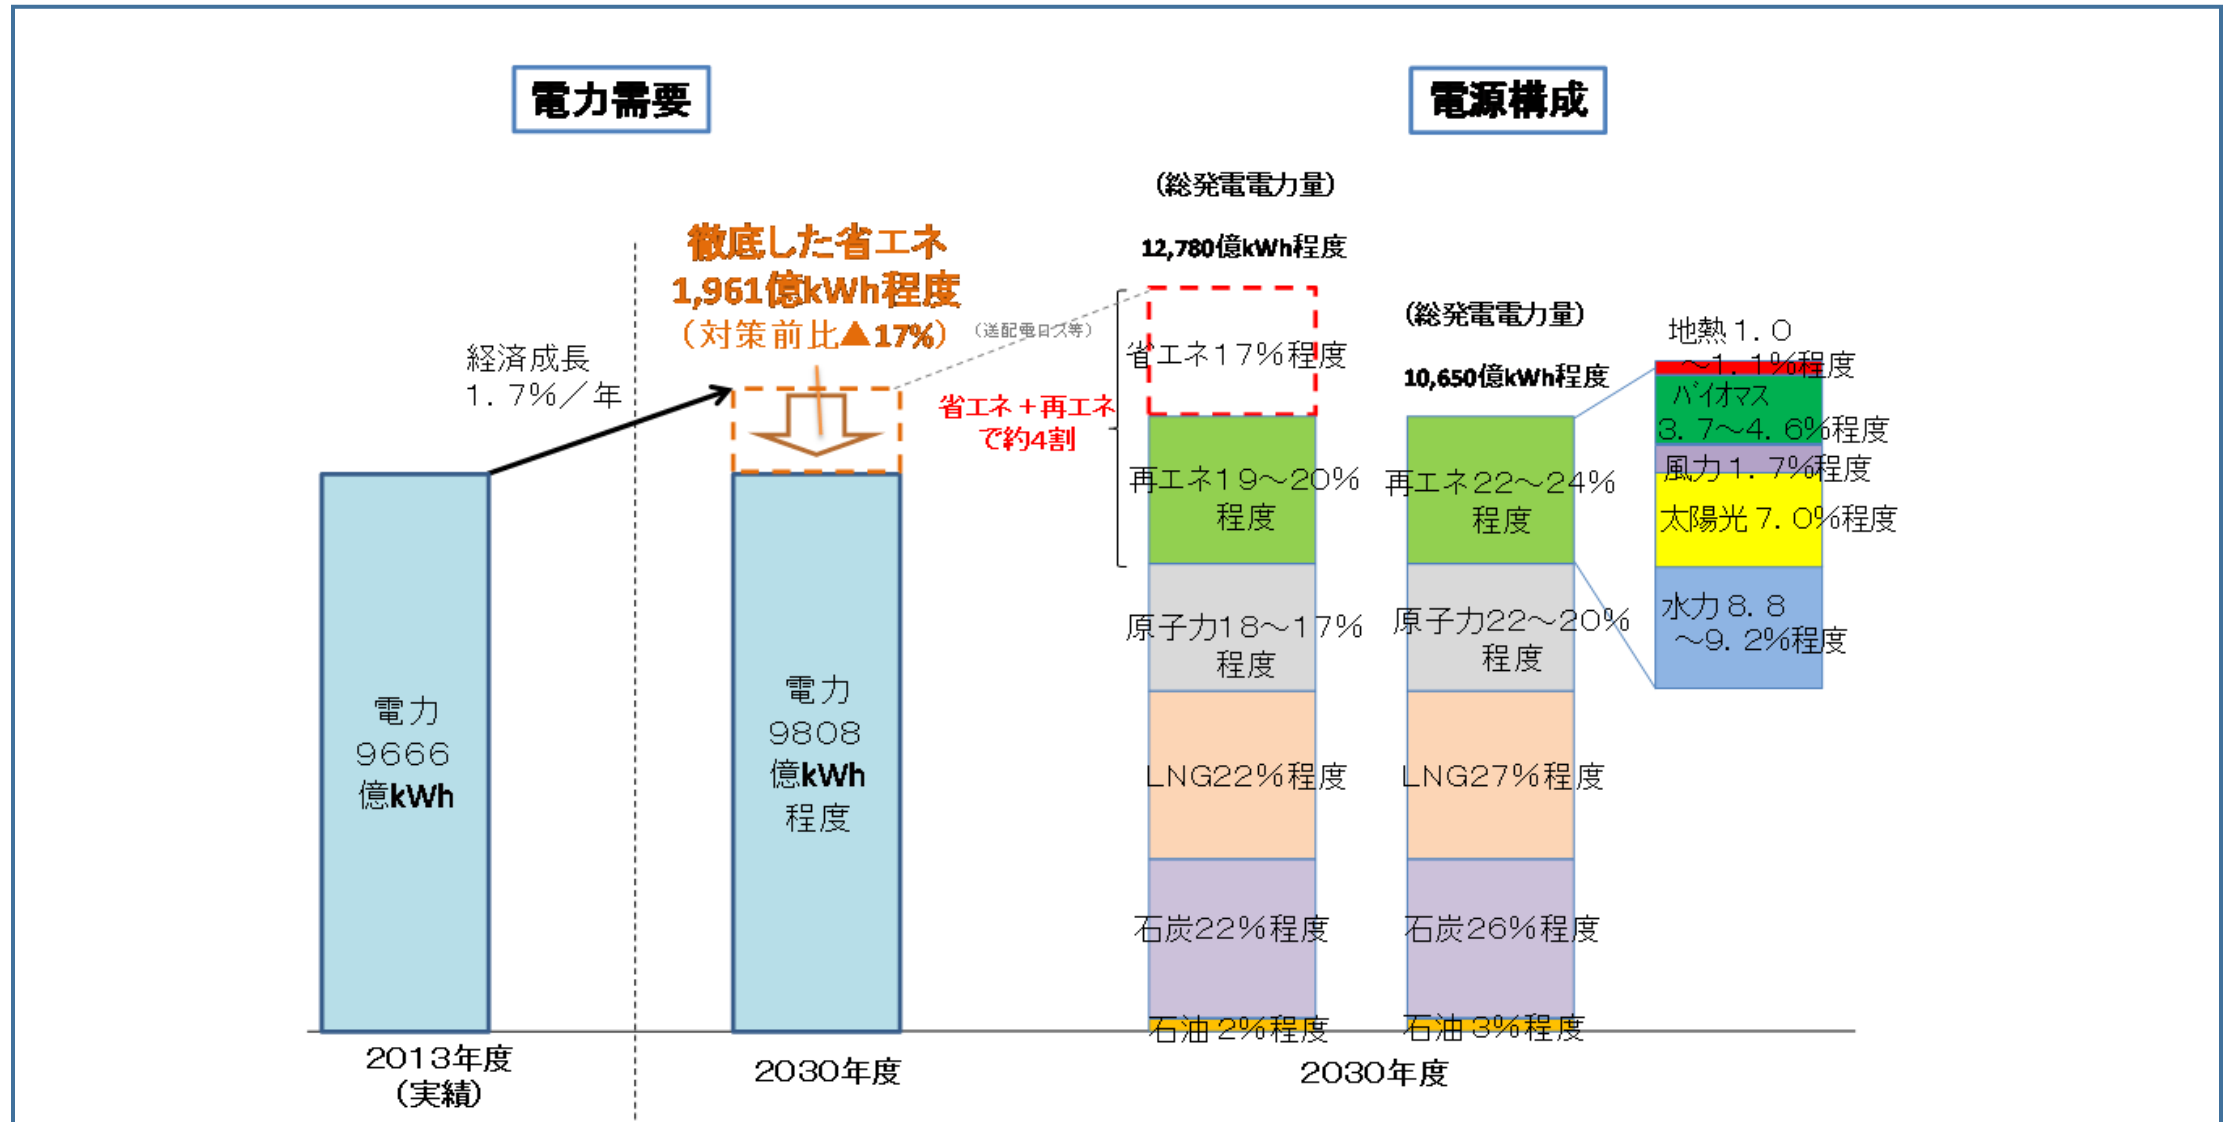 電力需要
電源構成
徹底した省エネ
1,961億kWh程度
（対策前比▲17%）
経済成長
１．７％／年
（送配電ロス等）
電力
９６６６
億kWh
電力
９８０８
億kWh
程度
２０１３年度
（実績）
２０３０年度
（総発電電力量）
12,780億kWh程度
省エネ１７％程度
省エネ＋再エネ
で約4割
再エネ１９～２０％
程度
原子力１８～１７％
程度
ＬＮＧ２２％程度
石炭２２％程度
石油２％程度
（総発電電力量）
10,650億kWh程度
再エネ２２～２４％
程度
原子力２２～２０％
程度
ＬＮＧ２７％程度
石炭２６％程度
石油３％程度
地熱１．０
～１．１％程度
バイオマス
３．７～４．６％程度
風力１．７％程度
太陽光７．０％程度
水力８．８
～９．２％程度
２０３０年度